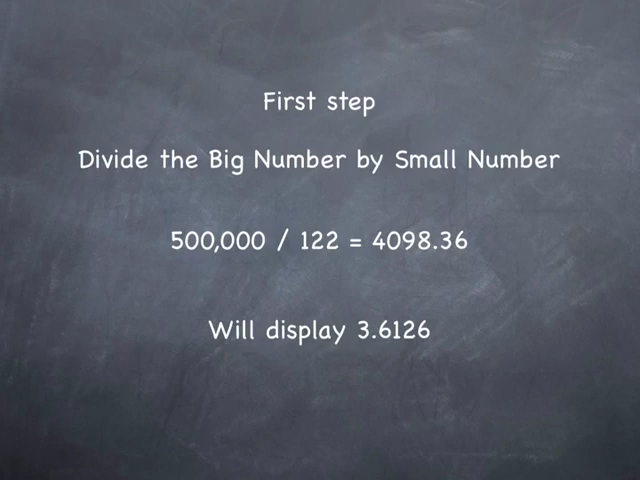 First step
Divide the Big Number by Small Number
500,000 / 122 = 4098.36
Will display 3.6126